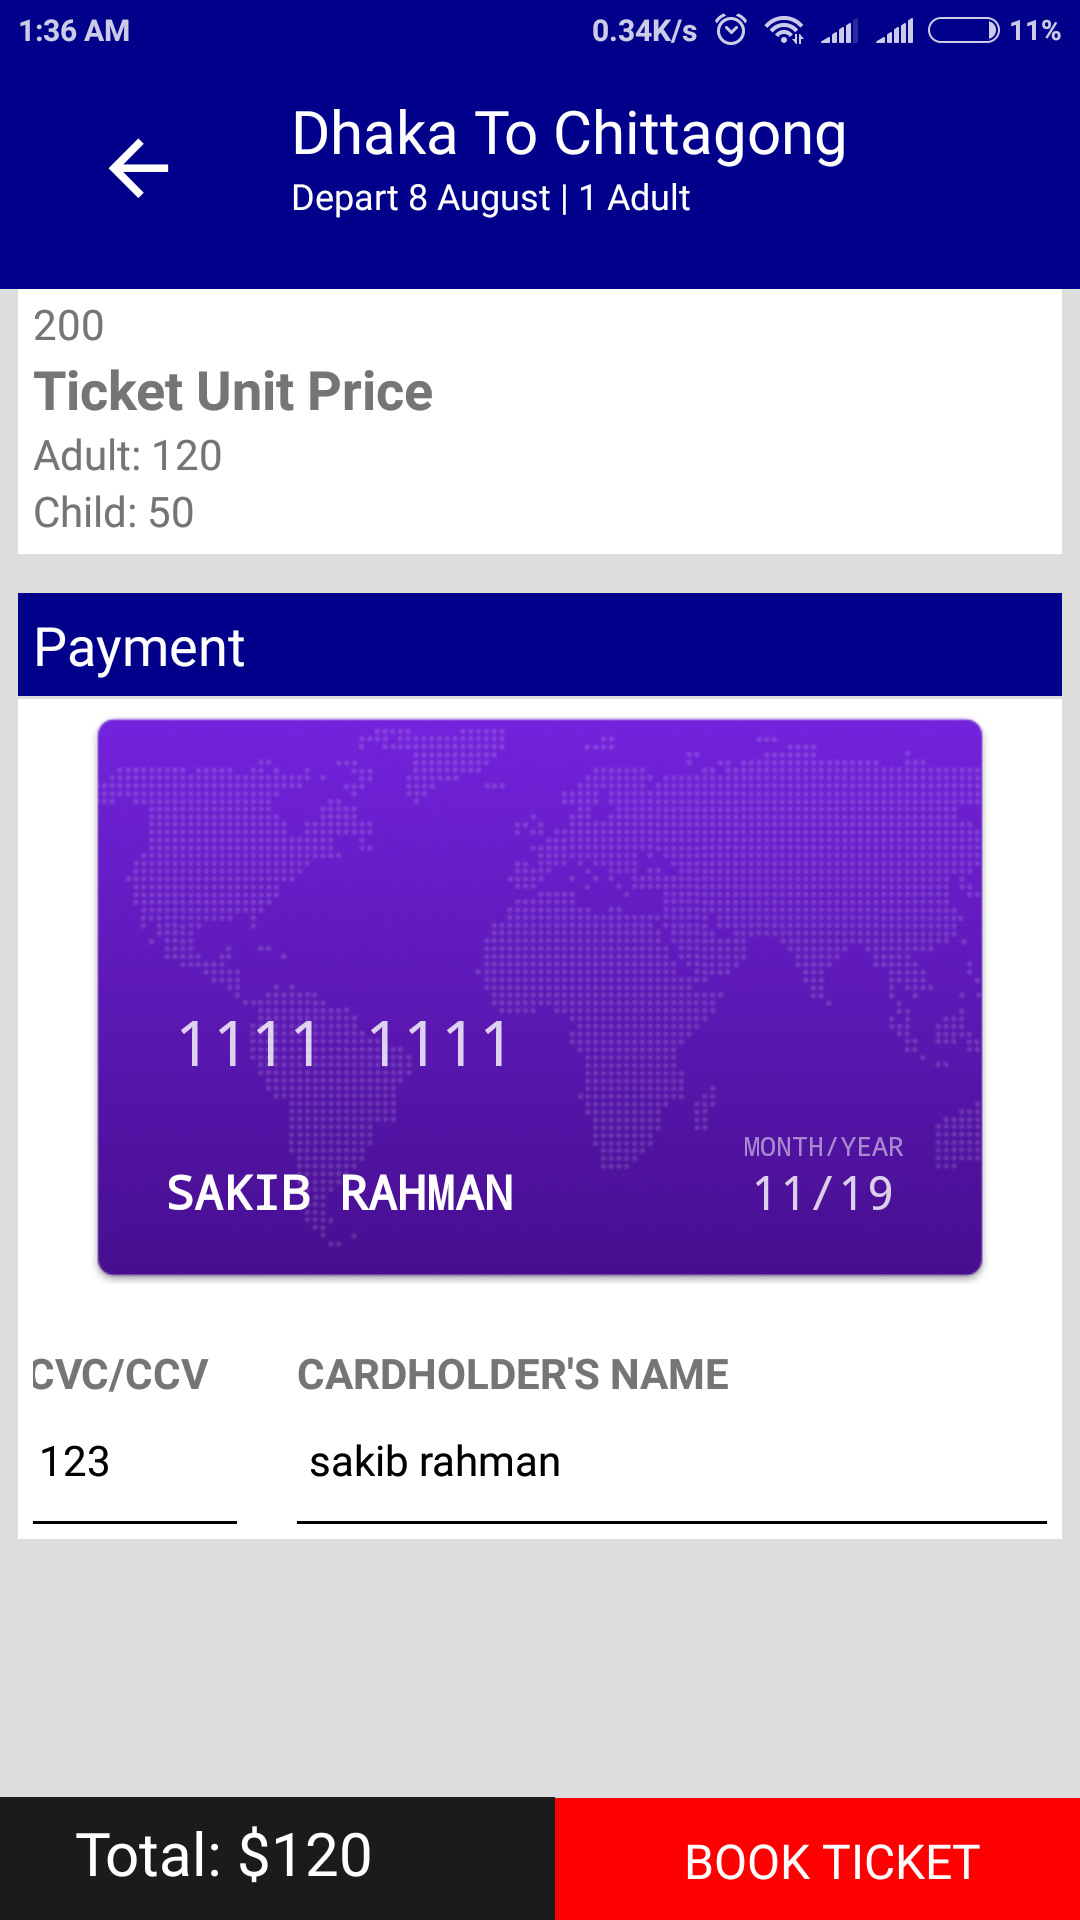 1:36 AM 0.34K/s 11%
Dhaka To Chittagong
Depart 8 August | 1 Adult
200
Ticket Unit Price
Adult: 120
Child: 50
Payment
1111 1111
MONTH/YEAR
SAKIB RAHMAN 11/19
CVC/CCV CARDHOLDER'S NAME
123 sakib rahman
Total: $120 BOOK TICKET